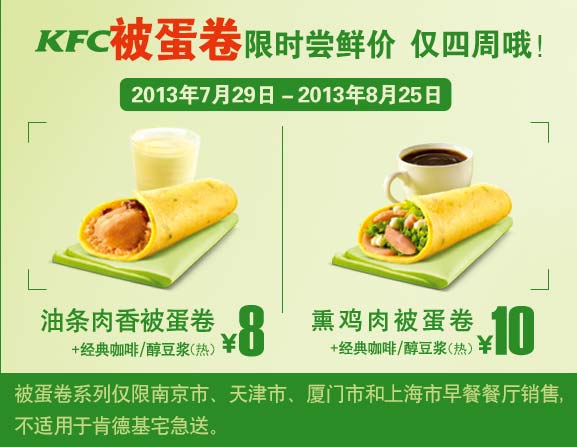 KFC被蛋卷限时尝鲜价 仅四周哦!
2013年7月29日－2013年8月25日
油条肉香被蛋卷
+经典咖啡/醇豆浆(热)
¥8
熏鸡肉被蛋卷
+经典咖啡/醇豆浆(热)
¥10
被蛋卷系列仅限南京市、天津市、厦门市和上海市早餐餐厅销售,
不适用于肯德基宅急送。